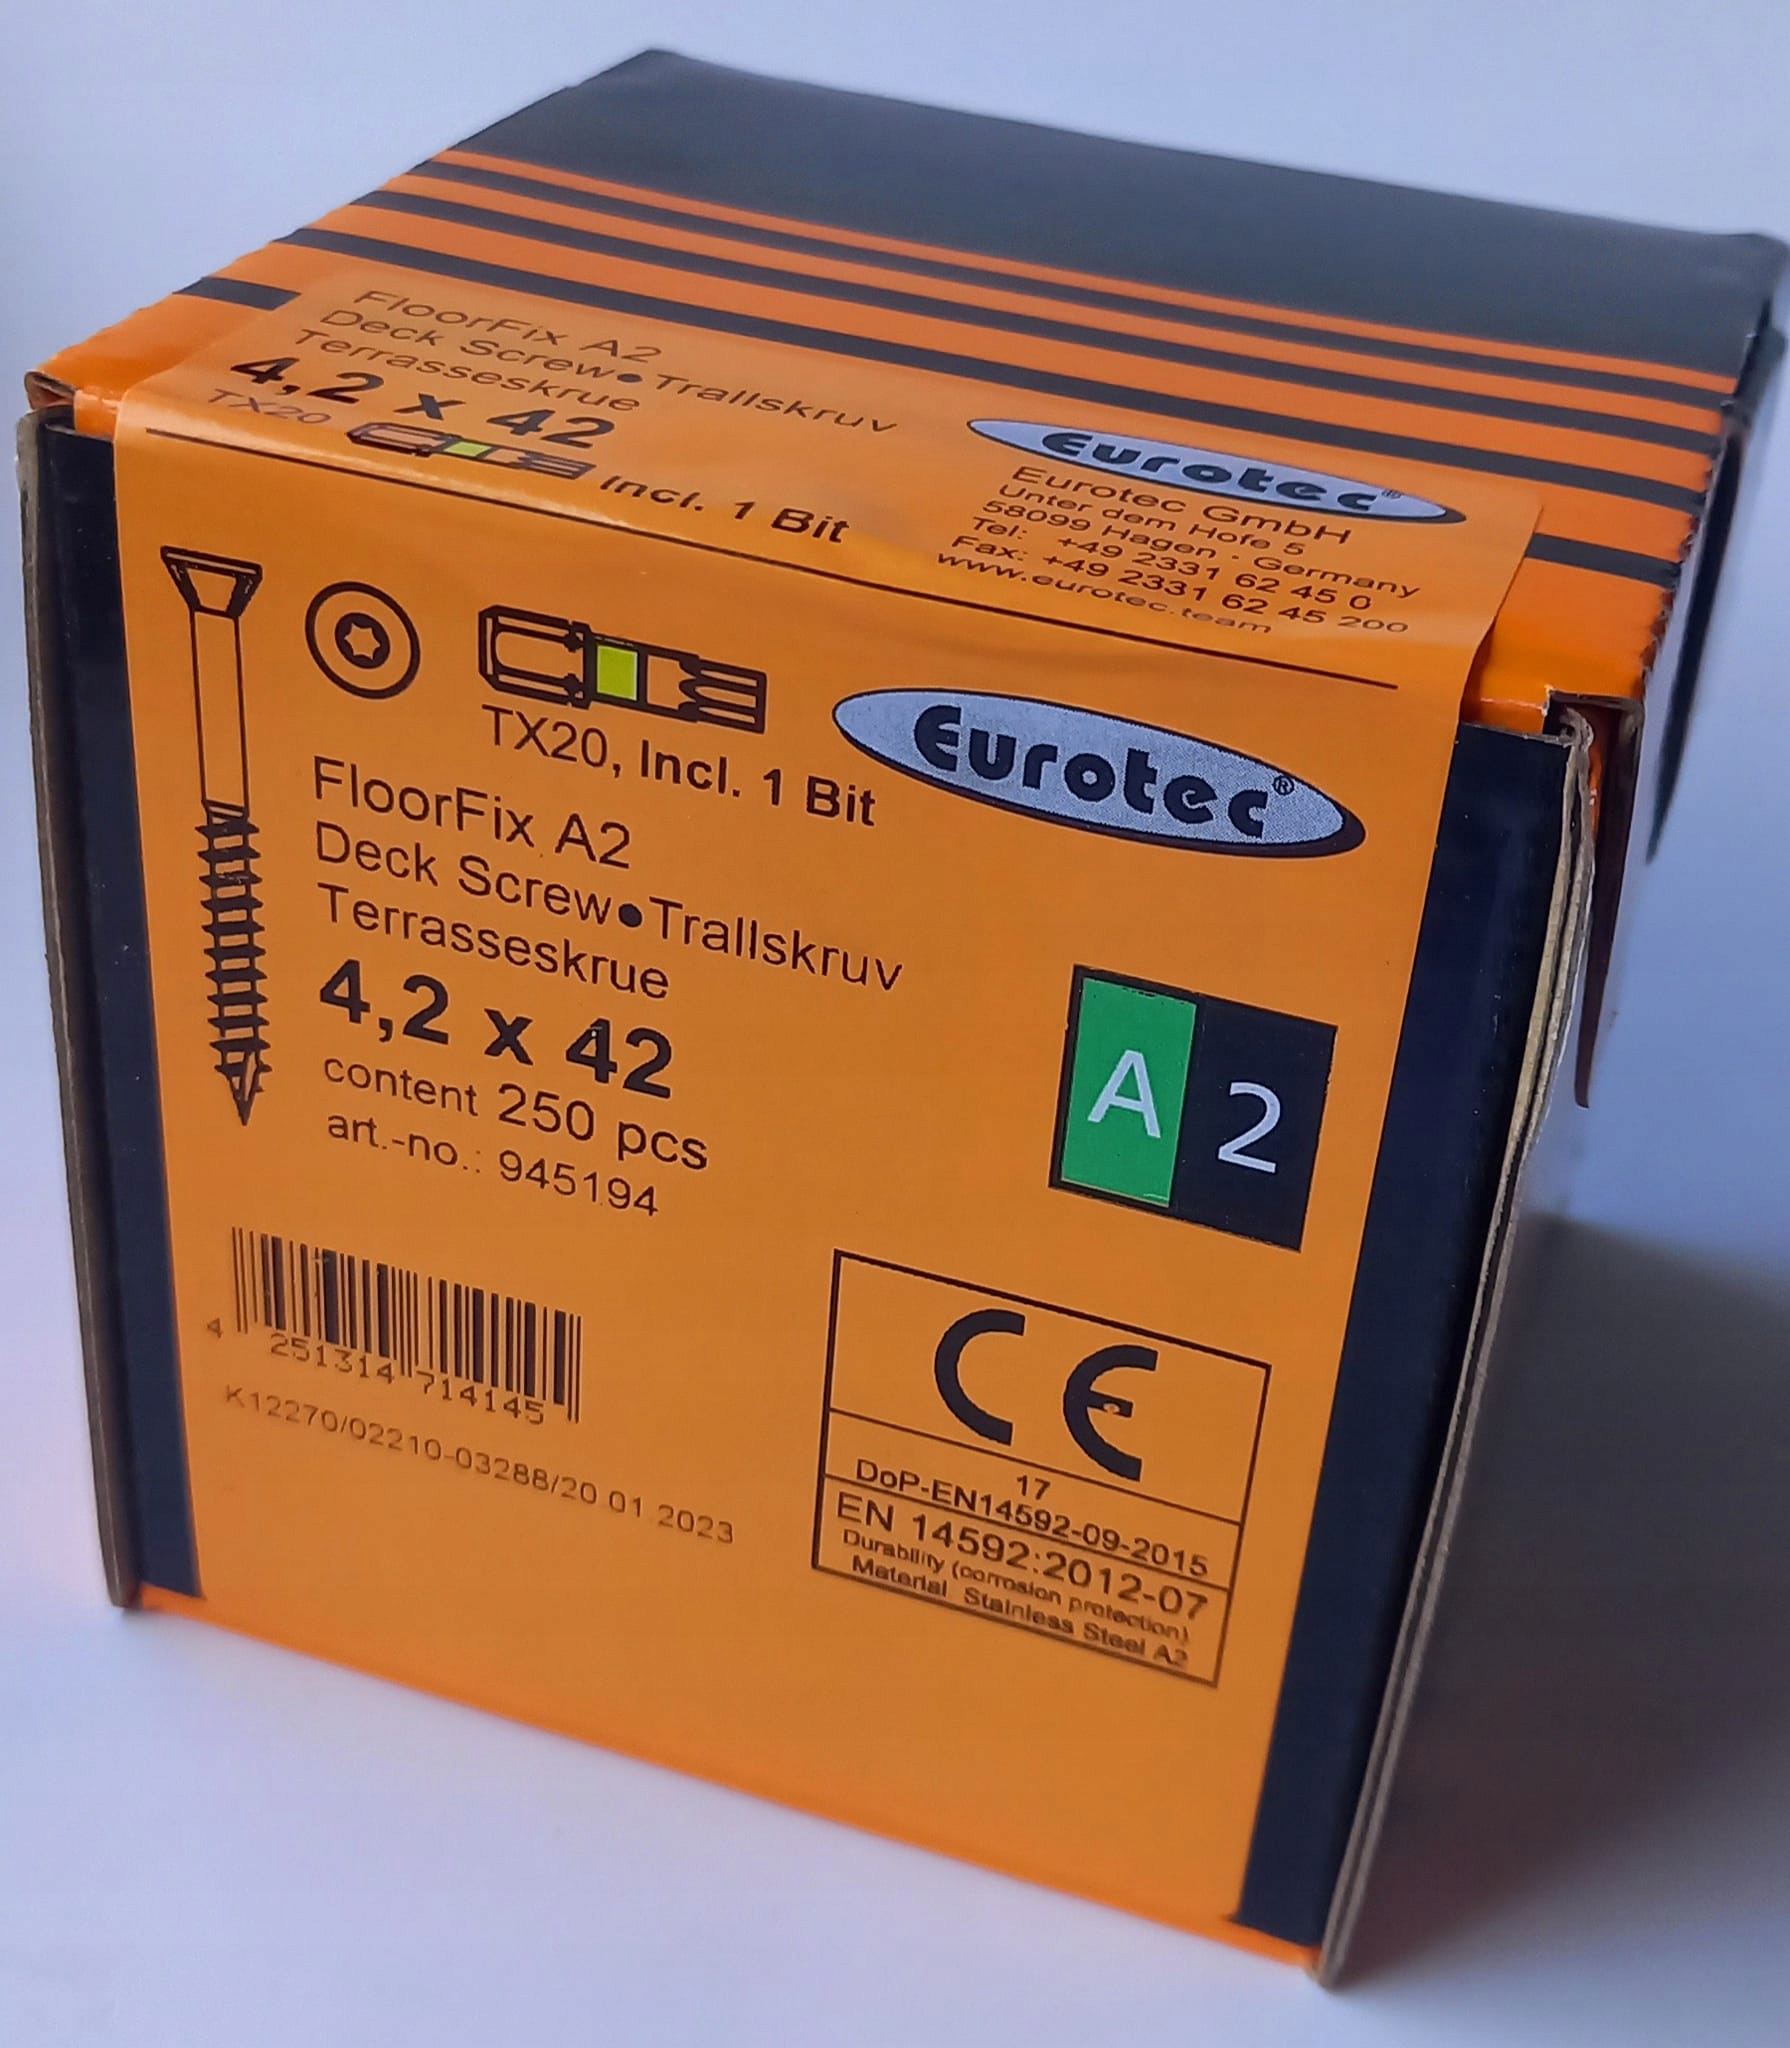 FloorFix A2
Deck Screw•Trallskruv
Terrasseskrue
4,2 x 42
TX20
Incl. 1 Bit
Eurotec®
Eurotec GmbH
Unter dem Hofe 5
58099 Hagen · Germany
Tel: +49 2331 62 45 0
Fax: +49 2331 62 45 200
www.eurotec.team
TX20, Incl. 1 Bit
Eurotec®
FloorFix A2
Deck Screw•Trallskruv
Terrasseskrue
4,2 x 42
content 250 pcs
art.-no.: 945194
A 2
4 251314 714145
K12270/02210-03288/20.01.2023
CE
17
DoP-EN14592-09-2015
EN 14592:2012-07
Durability (corrosion protection)
Material Stainless Steel A2